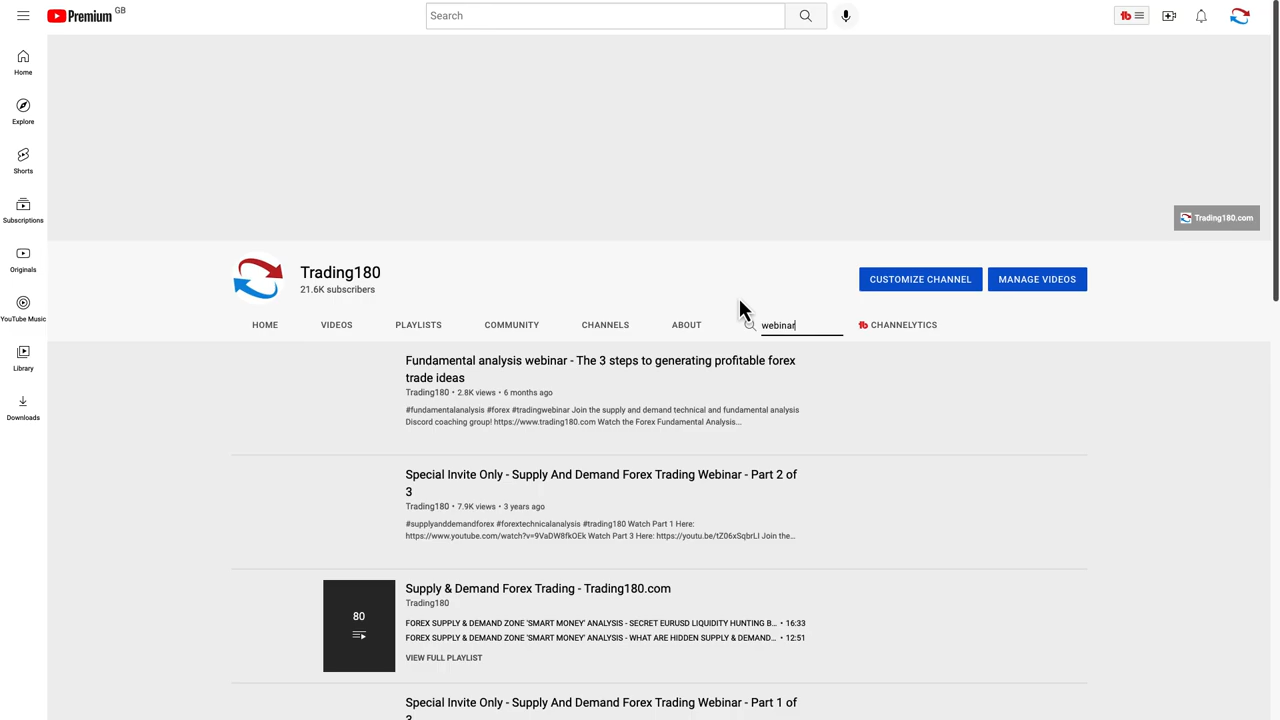 Premium GB
Search
Home
Explore
Shorts
Subscriptions
Originals
YouTube Music
Library
Downloads
Trading180.com
Trading180
21.6K subscribers
CUSTOMIZE CHANNEL
MANAGE VIDEOS
HOME VIDEOS PLAYLISTS COMMUNITY CHANNELS ABOUT webinar tb CHANNELYTICS
Fundamental analysis webinar - The 3 steps to generating profitable forex
trade ideas
Trading180 • 2.8K views • 6 months ago
#fundamentalanalysis #forex #tradingwebinar Join the supply and demand technical and fundamental analysis
Discord coaching group! https://www.trading180.com Watch the Forex Fundamental Analysis...
Special Invite Only - Supply And Demand Forex Trading Webinar - Part 2 of
3
Trading180 • 7.9K views • 3 years ago
#supplyanddemandforex #forextechnicalanalysis #trading180 Watch Part 1 Here:
https://www.youtube.com/watch?v=9VaDW8fkOEk Watch Part 3 Here: https://youtu.be/tZ06xSqbrLI Join the...
80
Supply & Demand Forex Trading - Trading180.com
Trading180
FOREX SUPPLY & DEMAND ZONE 'SMART MONEY' ANALYSIS - SECRET EURUSD LIQUIDITY HUNTING B... • 16:33
FOREX SUPPLY & DEMAND ZONE 'SMART MONEY' ANALYSIS - WHAT ARE HIDDEN SUPPLY & DEMAND... • 12:51
VIEW FULL PLAYLIST
Special Invite Only - Supply And Demand Forex Trading Webinar - Part 1 of
3